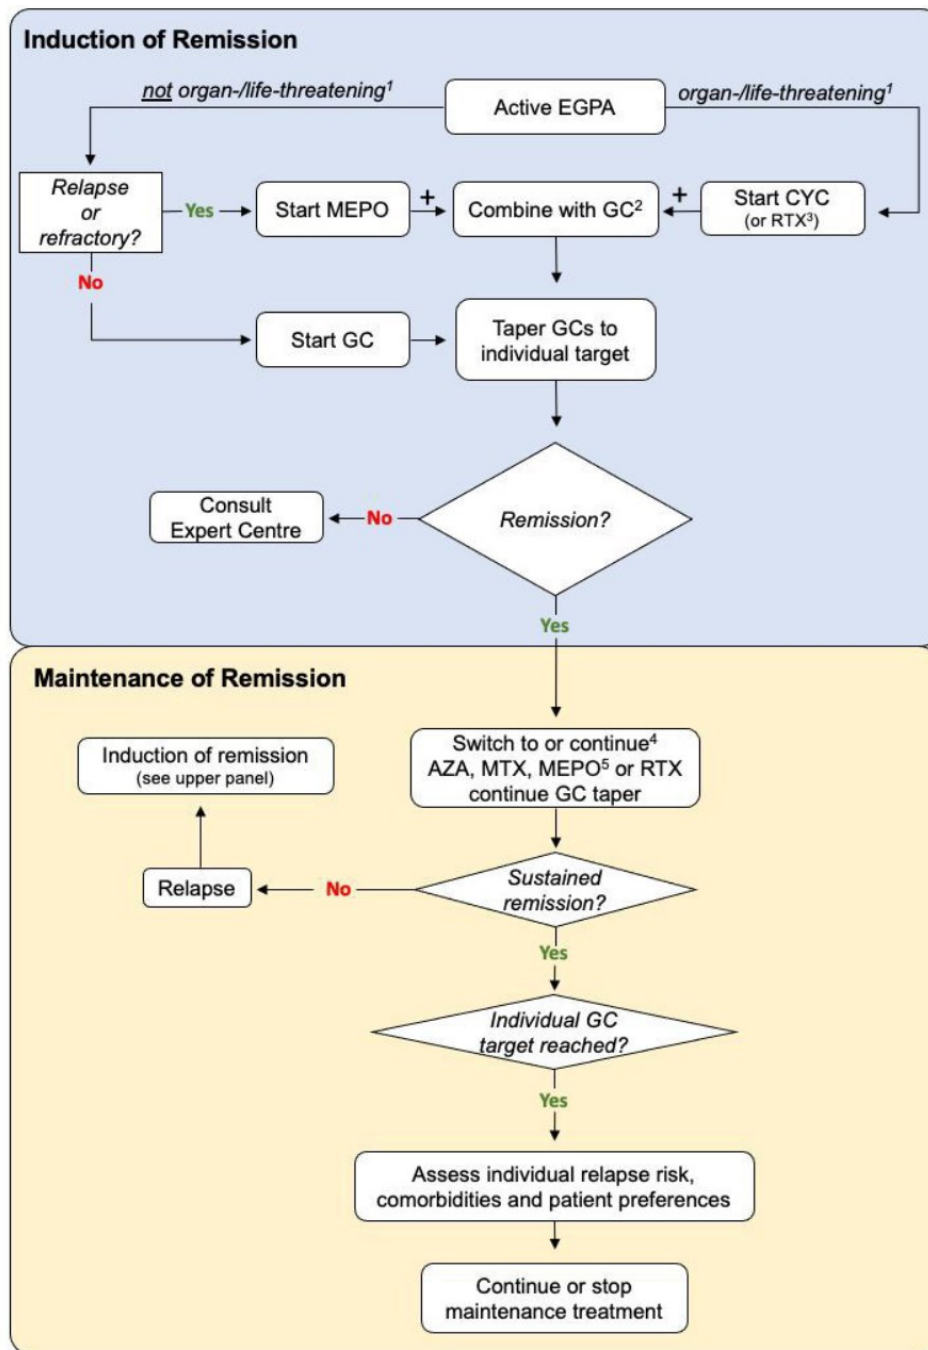 Induction of Remission
not organ-/life-threatening¹
Active EGPA
organ-/life-threatening¹
Relapse
or
refractory?
Yes
Start MEPO
+
Combine with GC²
+
Start CYC
(or RTX³)
No
Start GC
Taper GCs to
individual target
Consult
Expert Centre
No
Remission?
Yes
Maintenance of Remission
Induction of remission
(see upper panel)
Switch to or continue⁴
AZA, MTX, MEPO⁵ or RTX
continue GC taper
Relapse
No
Sustained
remission?
Yes
Individual GC
target reached?
Yes
Assess individual relapse risk,
comorbidities and patient preferences
Continue or stop
maintenance treatment